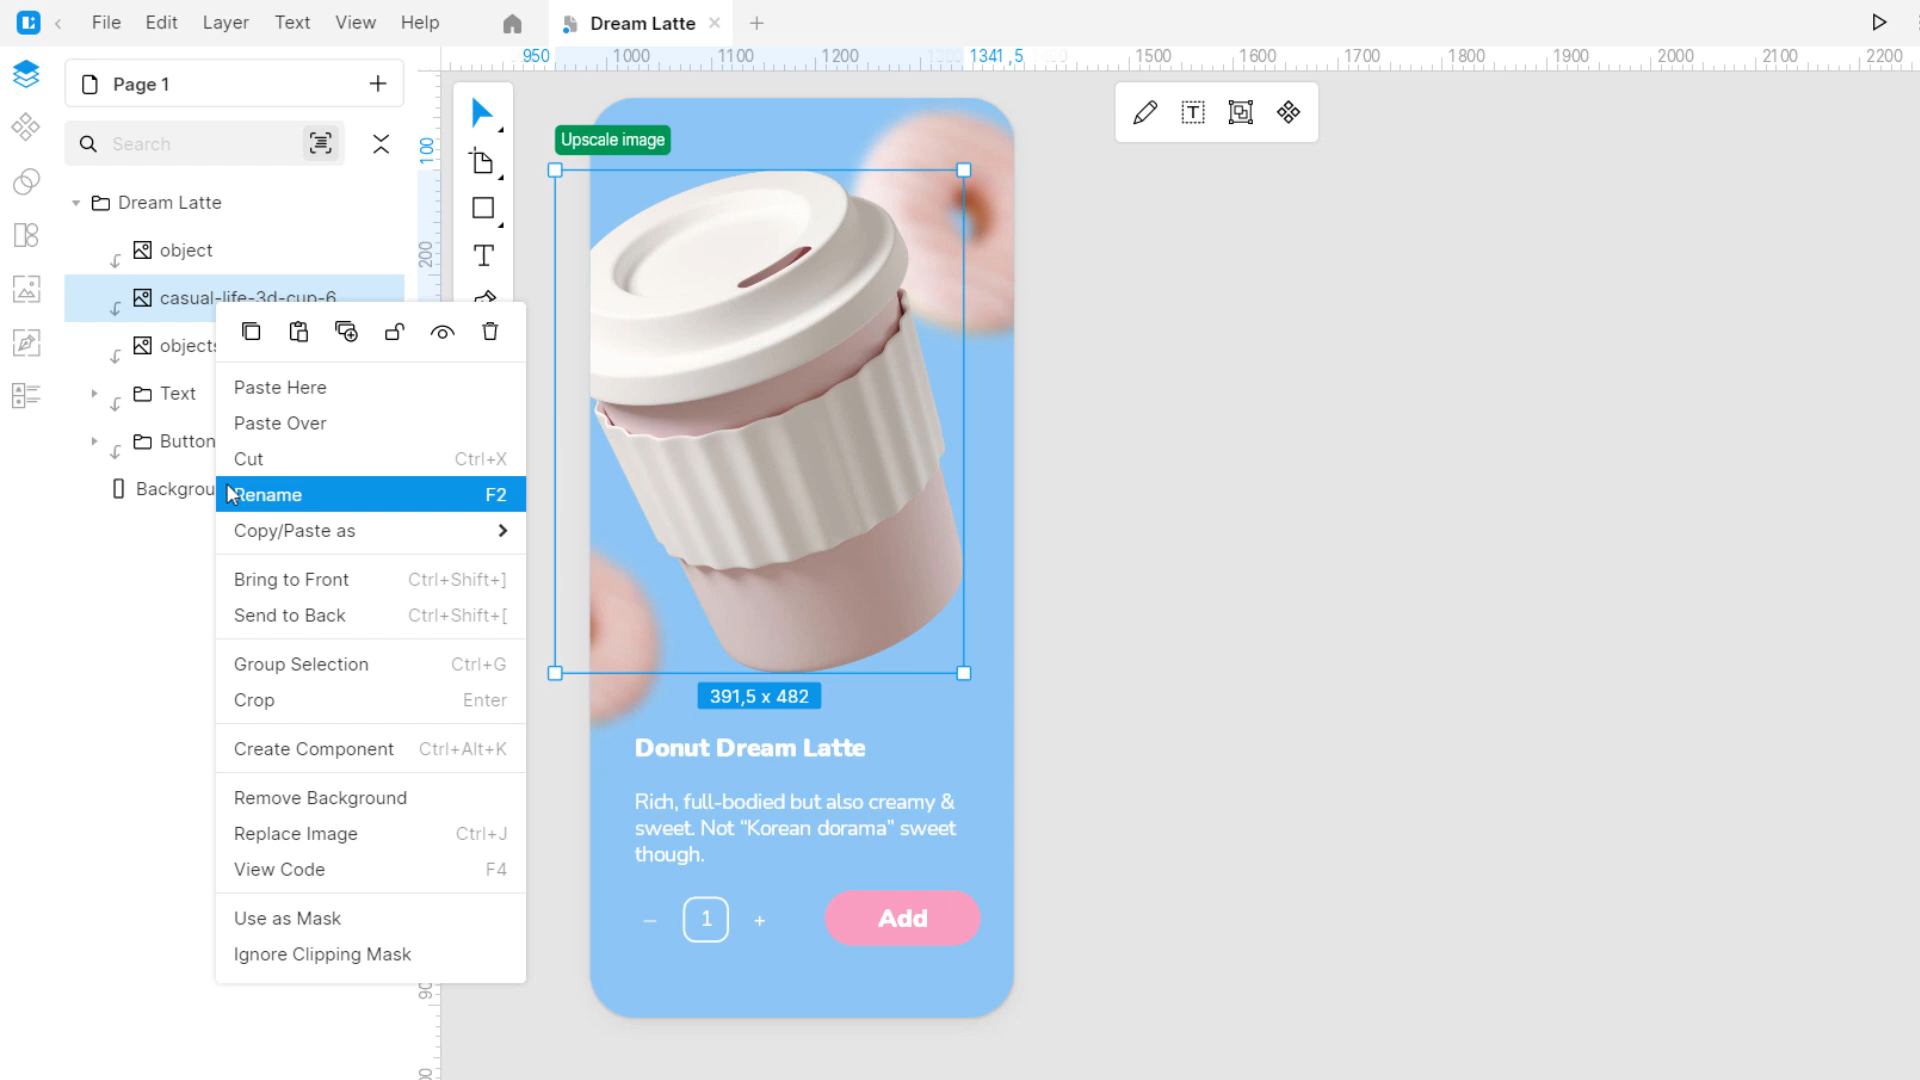 File Edit Layer Text View Help
Dream Latte
950 1000 1100 1200 1341,5 1500 1600 1700 1800 1900 2000 2100 2200
Page 1
Search
100
200
Dream Latte
object
casual-life-3d-cup-6
objects
Text
Button
Backgrou
Paste Here
Paste Over
Cut Ctrl+X
Rename F2
Copy/Paste as
Bring to Front Ctrl+Shift+]
Send to Back Ctrl+Shift+[
Group Selection Ctrl+G
Crop Enter
Create Component Ctrl+Alt+K
Remove Background
Replace Image Ctrl+J
View Code F4
Use as Mask
Ignore Clipping Mask
T
T
Upscale image
391,5 x 482
Donut Dream Latte
Rich, full-bodied but also creamy &
sweet. Not “Korean dorama” sweet
though.
– 1 +
Add